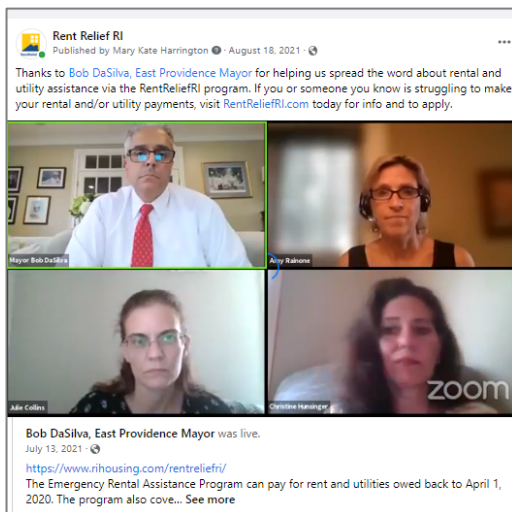 Rent Relief RI
Published by Mary Kate Harrington · August 18, 2021 ·
Thanks to Bob DaSilva, East Providence Mayor for helping us spread the word about rental and
utility assistance via the RentReliefRI program. If you or someone you know is struggling to make
your rental and/or utility payments, visit RentReliefRI.com today for info and to apply.
Mayor Bob DaSilva
Amy Rainone
Julie Collins
Christine Hunsinger
zoom
Bob DaSilva, East Providence Mayor was live.
July 13, 2021 ·
https://www.rihousing.com/rentreliefri/
The Emergency Rental Assistance Program can pay for rent and utilities owed back to April 1,
2020. The program also cove... See more